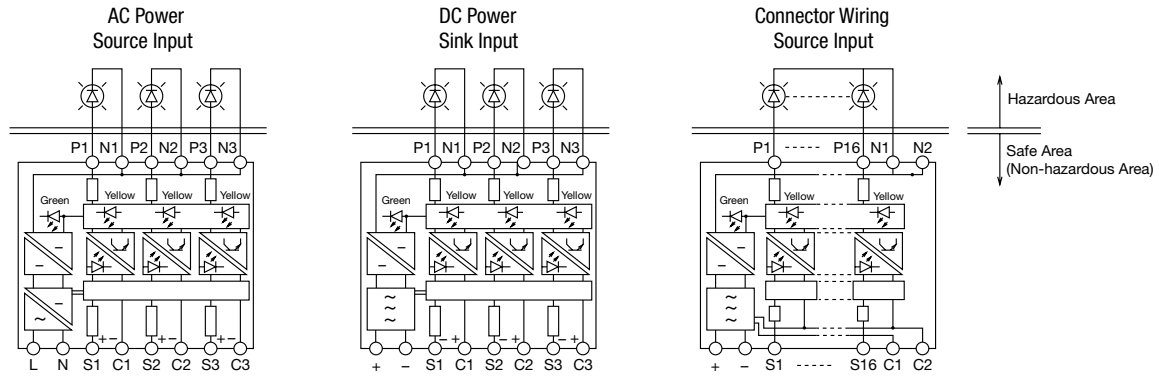 AC Power
Source Input
P1 N1 P2 N2 P3 N3
Green
Yellow Yellow Yellow
+ − + − + −
L N S1 C1 S2 C2 S3 C3
DC Power
Sink Input
P1 N1 P2 N2 P3 N3
Green
Yellow Yellow Yellow
− + − + − +
+ − S1 C1 S2 C2 S3 C3
Connector Wiring
Source Input
P1 ----- P16 N1 N2
Green
Yellow Yellow
+ − S1 ----- S16 C1 C2
Hazardous Area
Safe Area
(Non-hazardous Area)